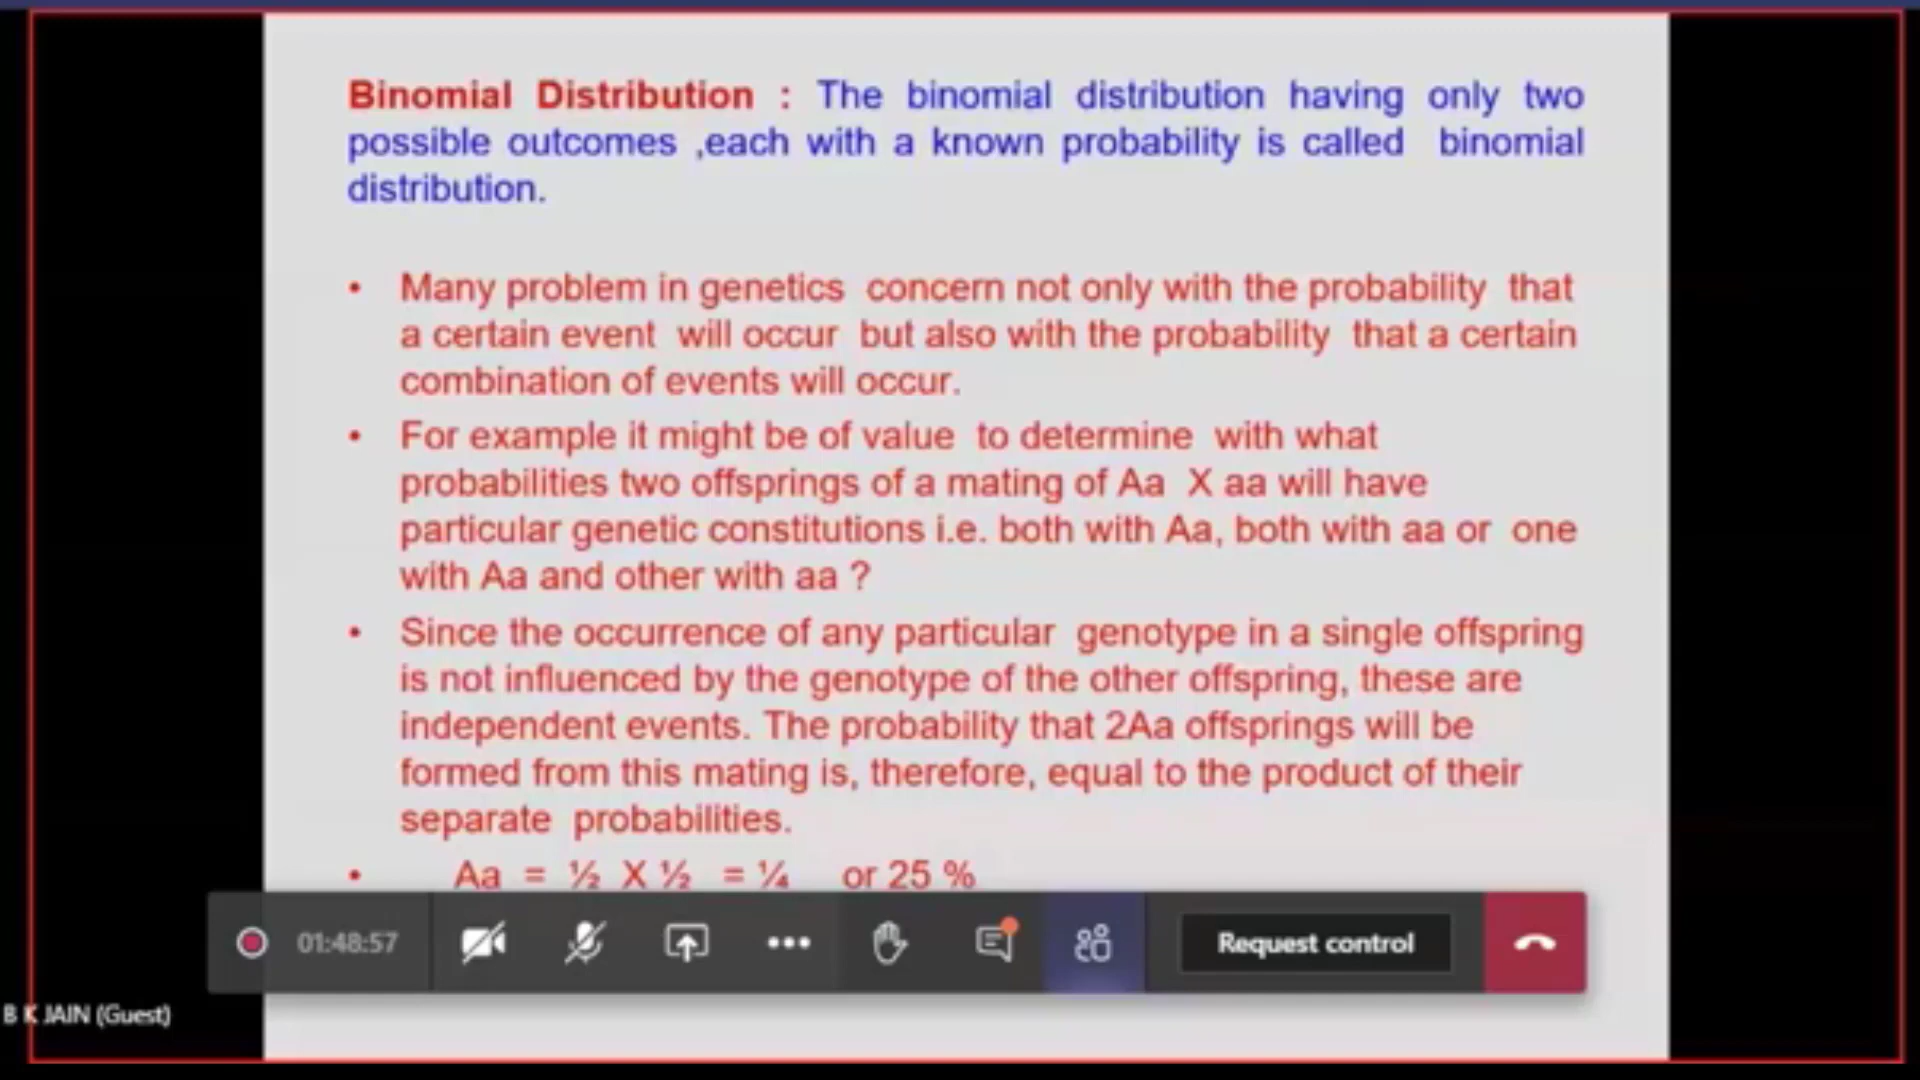 Binomial Distribution : The binomial distribution having only two
possible outcomes ,each with a known probability is called binomial
distribution.
• Many problem in genetics concern not only with the probability that
a certain event will occur but also with the probability that a certain
combination of events will occur.
• For example it might be of value to determine with what
probabilities two offsprings of a mating of Aa X aa will have
particular genetic constitutions i.e. both with Aa, both with aa or one
with Aa and other with aa ?
• Since the occurrence of any particular genotype in a single offspring
is not influenced by the genotype of the other offspring, these are
independent events. The probability that 2Aa offsprings will be
formed from this mating is, therefore, equal to the product of their
separate probabilities.
• Aa = ½ X ½ = ¼ or 25 %
01:48:57 Request control
B K JAIN (Guest)